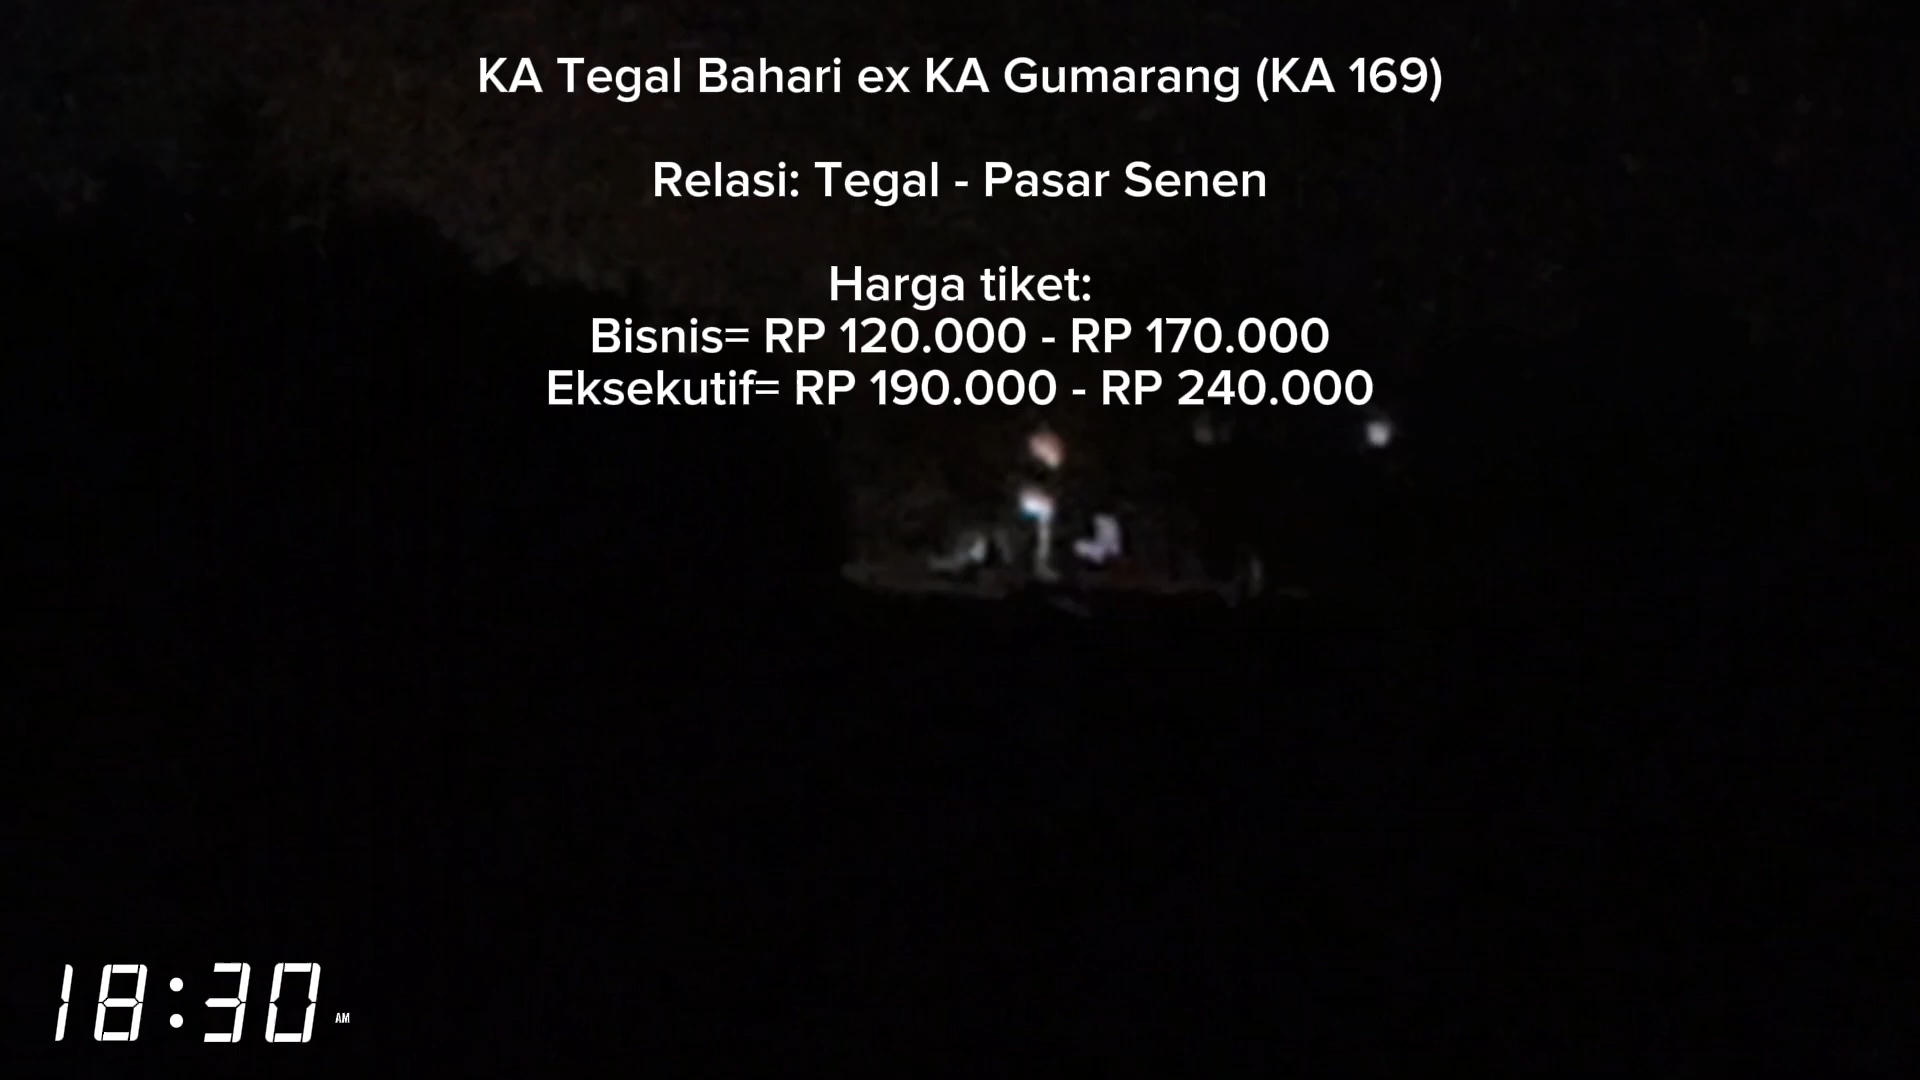 KA Tegal Bahari ex KA Gumarang (KA 169)
Relasi: Tegal - Pasar Senen
Harga tiket:
Bisnis= RP 120.000 - RP 170.000
Eksekutif= RP 190.000 - RP 240.000
18:30 AM